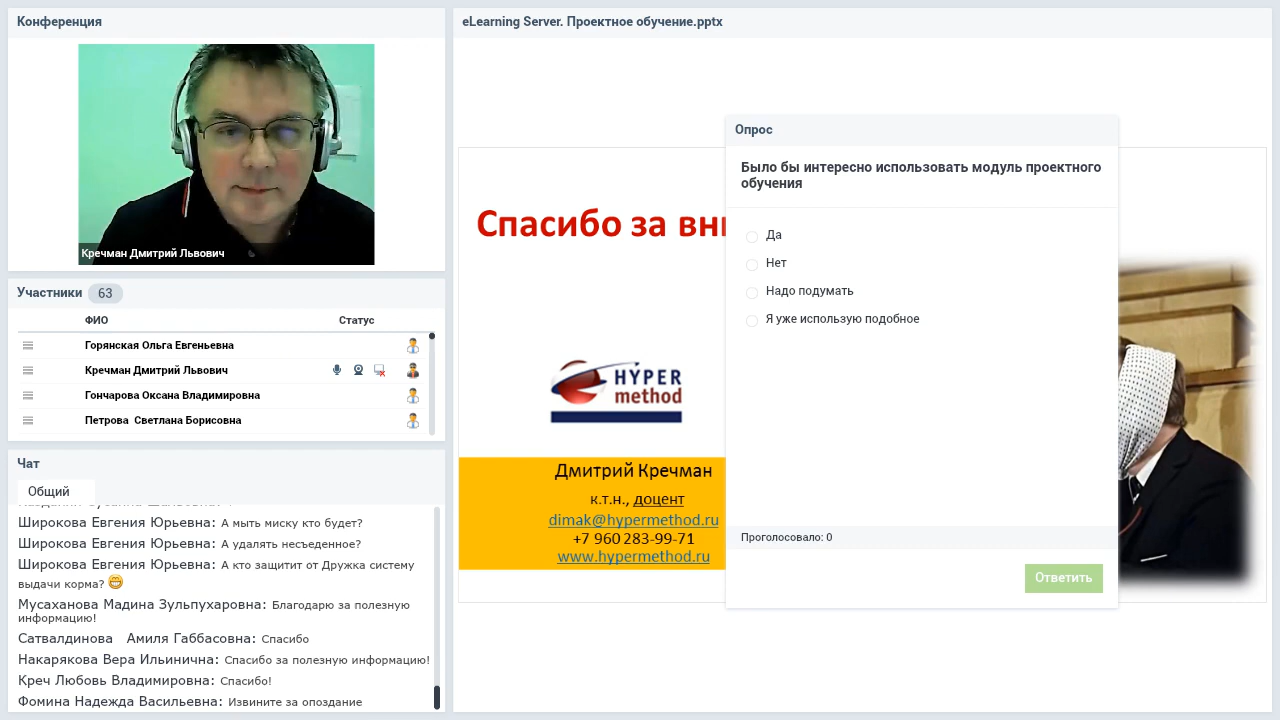 Конференция
Кречман Дмитрий Львович
Участники 63
ФИО Статус
Горянская Ольга Евгеньевна
Кречман Дмитрий Львович
Гончарова Оксана Владимировна
Петрова Светлана Борисовна
Чат
Общий
Широкова Евгения Юрьевна: А мыть миску кто будет?
Широкова Евгения Юрьевна: А удалять несъеденное?
Широкова Евгения Юрьевна: А кто защитит от Дружка систему
выдачи корма?
Мусаханова Мадина Зульпухаровна: Благодарю за полезную
информацию!
Сатвалдинова Амиля Габбасовна: Спасибо
Накарякова Вера Ильинична: Спасибо за полезную информацию!
Креч Любовь Владимировна: Спасибо!
Фомина Надежда Васильевна: Извините за опоздание
eLearning Server. Проектное обучение.pptx
Спасибо за
HYPER
method
Дмитрий Кречман
к.т.н., доцент
dimak@hypermethod.ru
+7 960 283-99-71
www.hypermethod.ru
Опрос
Было бы интересно использовать модуль проектного
обучения
Да
Нет
Надо подумать
Я уже использую подобное
Проголосовало: 0
Ответить